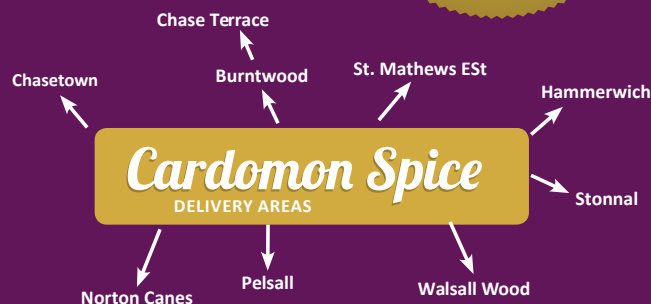 Chase Terrace
Chasetown
Burntwood
St. Mathews ESt
Hammerwich
Cardomon Spice
DELIVERY AREAS
Stonnal
Norton Canes
Pelsall
Walsall Wood